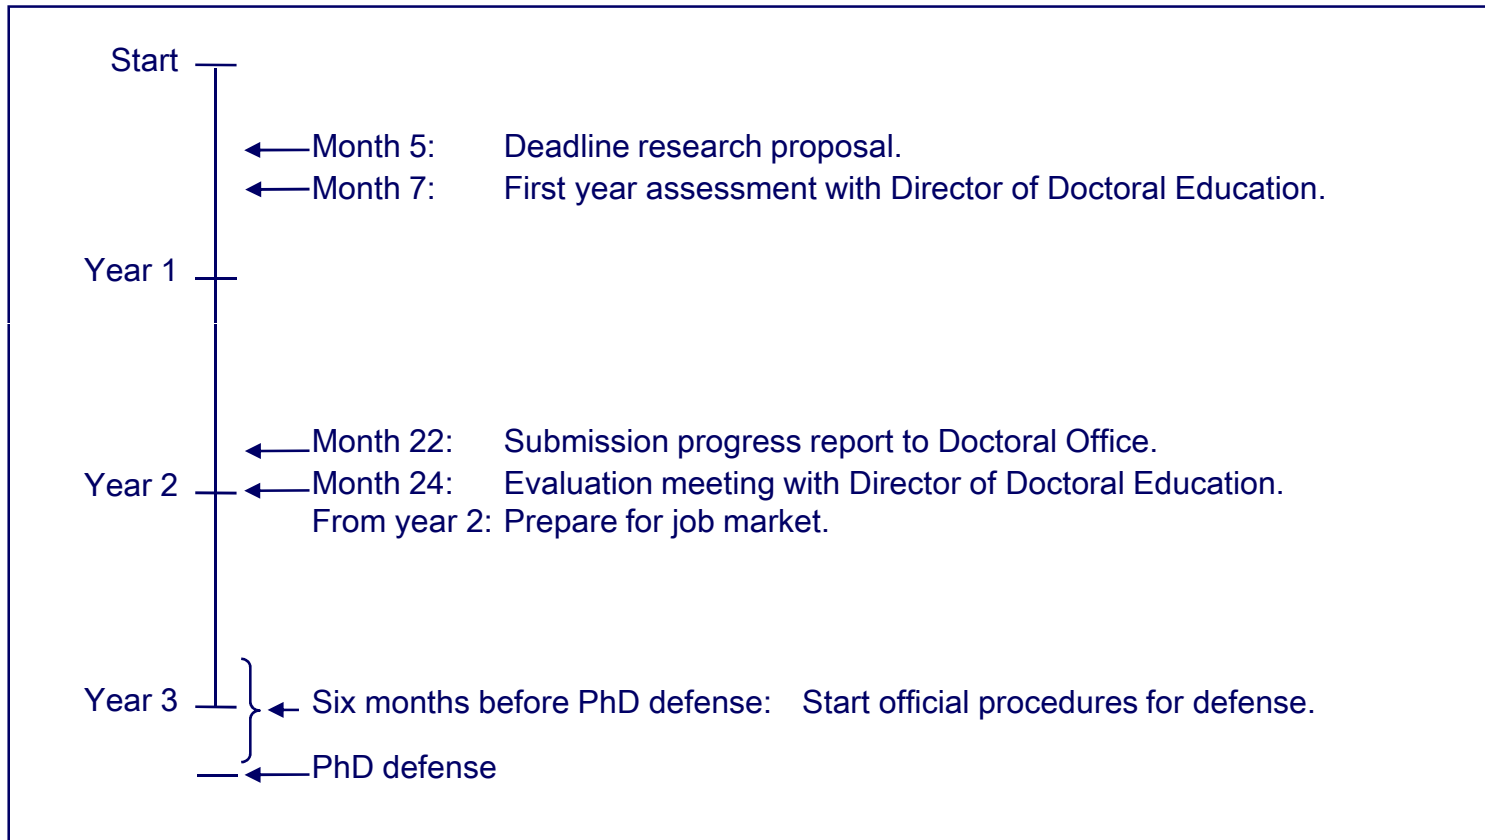 Start
Month 5: Deadline research proposal.
Month 7: First year assessment with Director of Doctoral Education.
Year 1
Month 22: Submission progress report to Doctoral Office.
Year 2 Month 24: Evaluation meeting with Director of Doctoral Education.
From year 2: Prepare for job market.
Year 3 Six months before PhD defense: Start official procedures for defense.
PhD defense